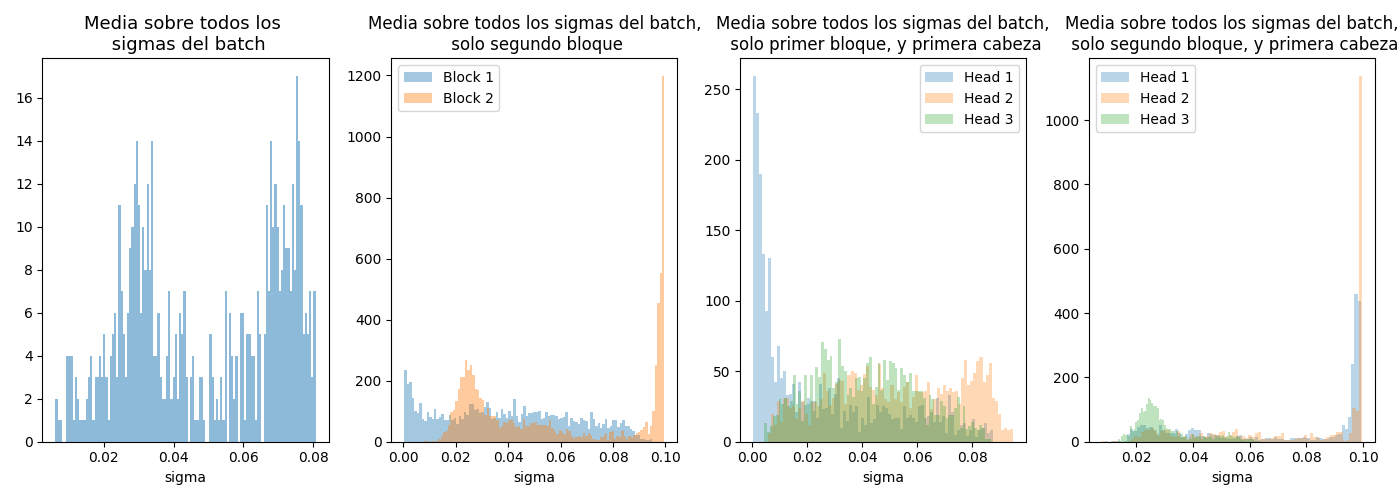 Media sobre todos los
sigmas del batch
16
14
12
10
8
6
4
2
0
0.02 0.04 0.06 0.08
sigma
Media sobre todos los sigmas del batch,
solo segundo bloque
Block 1
Block 2
1200
1000
800
600
400
200
0
0.00 0.02 0.04 0.06 0.08 0.10
sigma
Media sobre todos los sigmas del batch,
solo primer bloque, y primera cabeza
Head 1
Head 2
Head 3
250
200
150
100
50
0
0.00 0.02 0.04 0.06 0.08
sigma
Media sobre todos los sigmas del batch,
solo segundo bloque, y primera cabeza
Head 1
Head 2
Head 3
1000
800
600
400
200
0
0.02 0.04 0.06 0.08 0.10
sigma